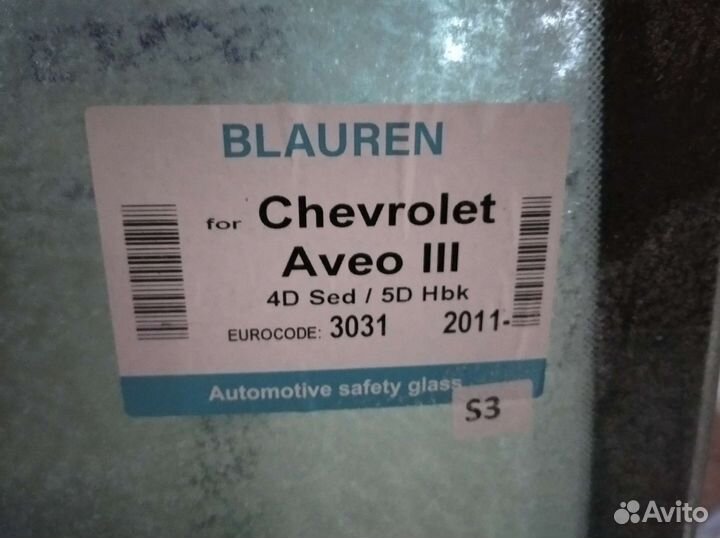 BLAUREN
for Chevrolet
Aveo III
4D Sed / 5D Hbk
EUROCODE: 3031 2011-
Automotive safety glass
S3
Avito